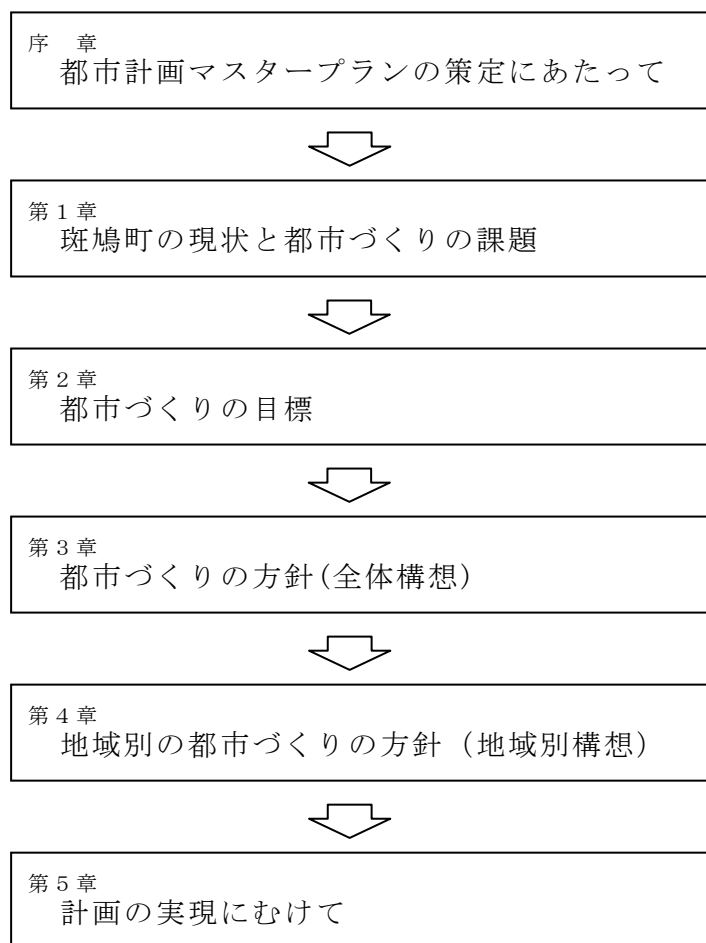 序　章
都市計画マスタープランの策定にあたって
第１章
斑鳩町の現状と都市づくりの課題
第２章
都市づくりの目標
第３章
都市づくりの方針(全体構想)
第４章
地域別の都市づくりの方針（地域別構想）
第５章
計画の実現にむけて